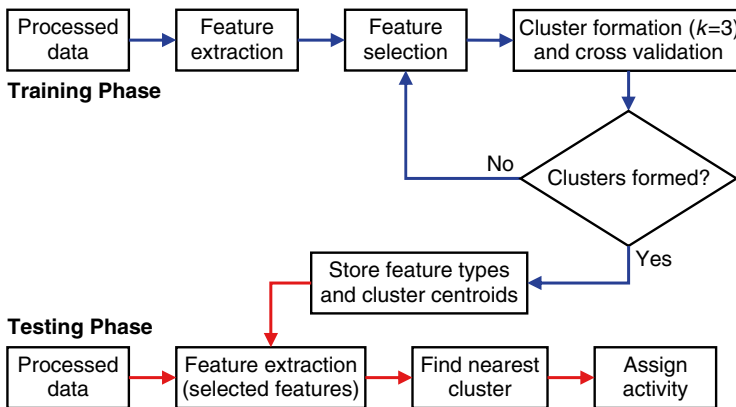 Processed
data
Feature
extraction
Feature
selection
Cluster formation (k=3)
and cross validation
Training Phase
No
Clusters formed?
Yes
Store feature types
and cluster centroids
Testing Phase
Processed
data
Feature extraction
(selected features)
Find nearest
cluster
Assign
activity